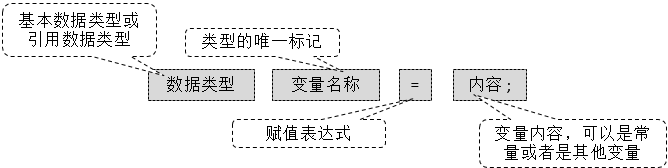 基本数据类型或
引用数据类型
类型的唯一标记
数据类型
变量名称
=
内容;
赋值表达式
变量内容，可以是常
量或者是其他变量